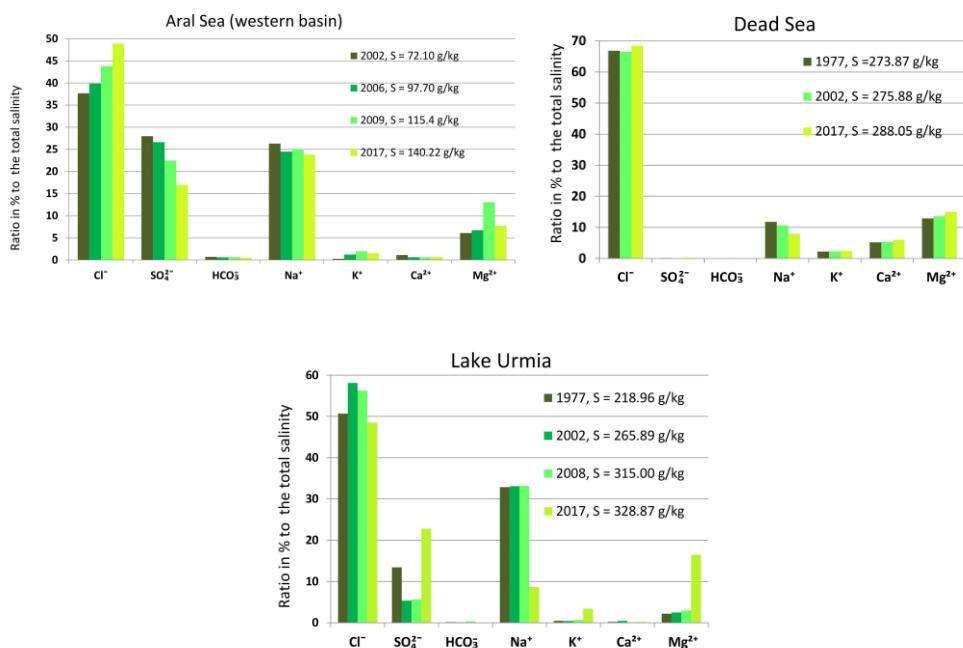 Aral Sea (western basin)
Ratio in % to the total salinity
50
45
40
35
30
25
20
15
10
5
0
2002, S = 72.10 g/kg
2006, S = 97.70 g/kg
2009, S = 115.4 g/kg
2017, S = 140.22 g/kg
Cl⁻ SO₄²⁻ HCO₃⁻ Na⁺ K⁺ Ca²⁺ Mg²⁺
Dead Sea
Ratio in % to the total salinity
70
60
50
40
30
20
10
0
1977, S =273.87g/kg
2002, S = 275.88 g/kg
2017, S = 288.05 g/kg
Cl⁻ SO₄²⁻ HCO₃⁻ Na⁺ K⁺ Ca²⁺ Mg²⁺
Lake Urmia
Ratio in % to the total salinity
60
50
40
30
20
10
0
1977, S = 218.96 g/kg
2002, S = 265.89 g/kg
2008, S = 315.00 g/kg
2017, S = 328.87 g/kg
Cl⁻ SO₄²⁻ HCO₃⁻ Na⁺ K⁺ Ca²⁺ Mg²⁺